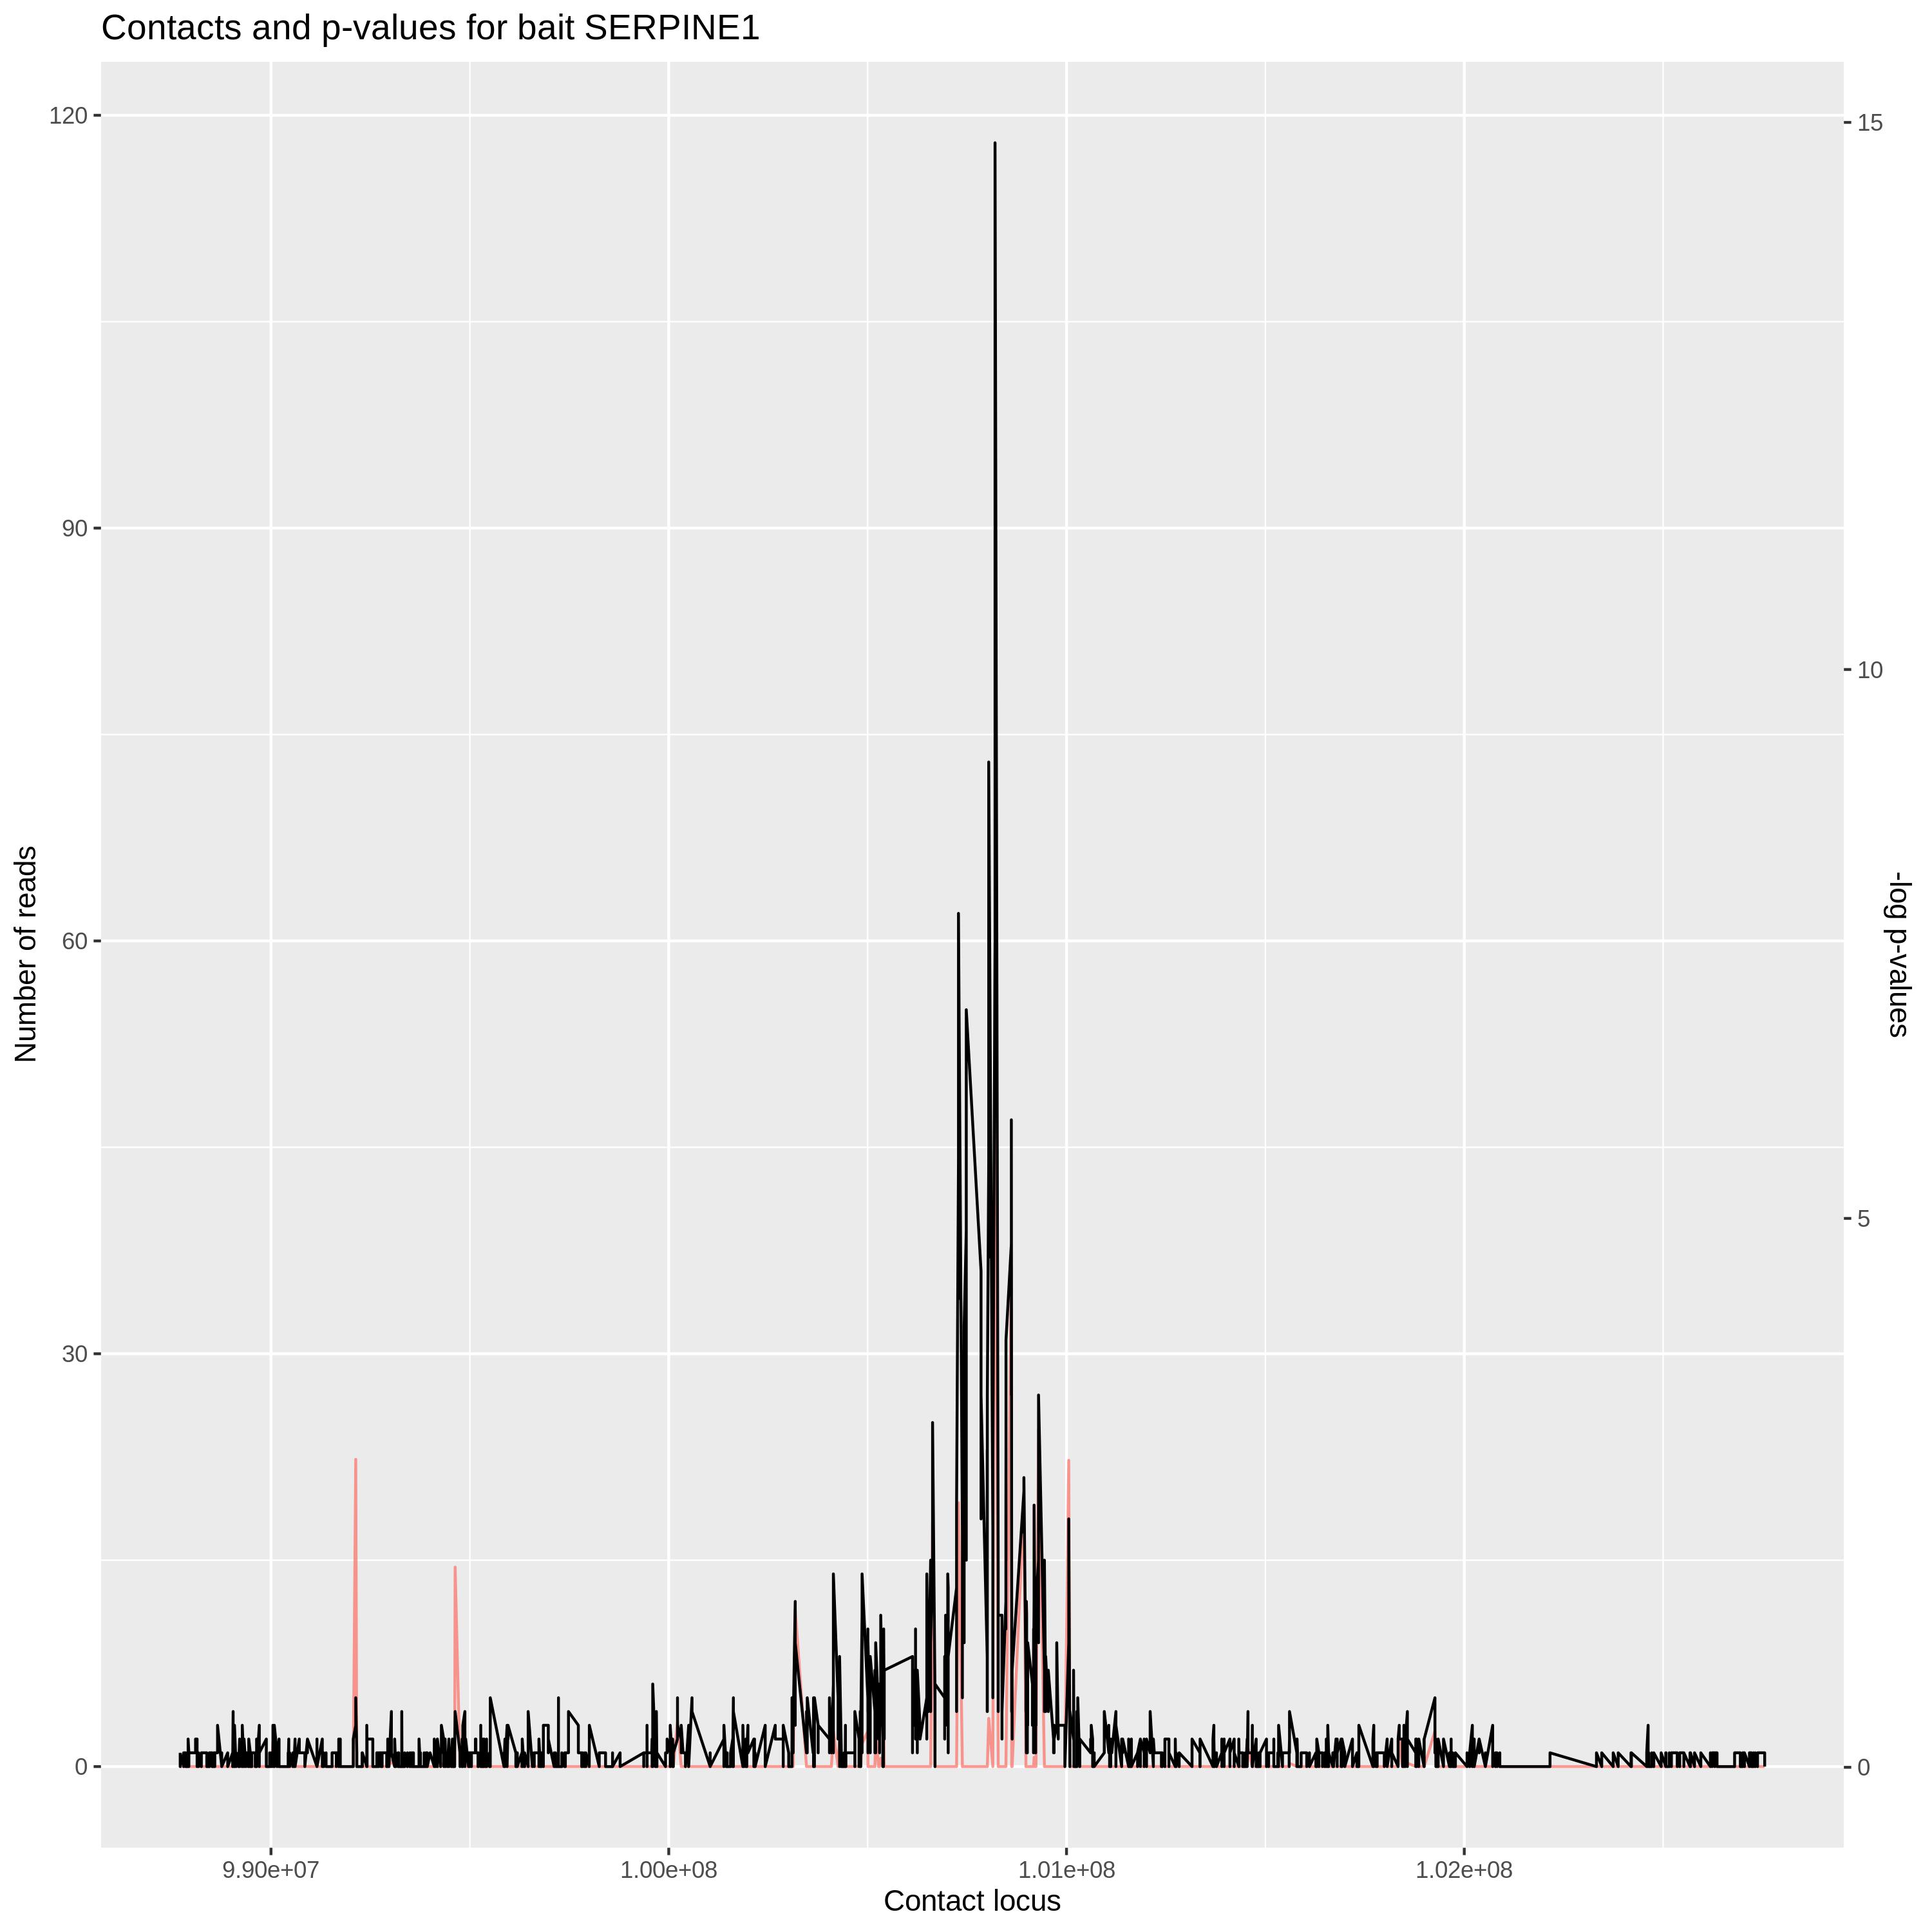 Contacts and p-values for bait SERPINE1
120
90
60
30
0
Number of reads
15
10
5
0
-log p-values
9.90e+07
1.00e+08
1.01e+08
1.02e+08
Contact locus